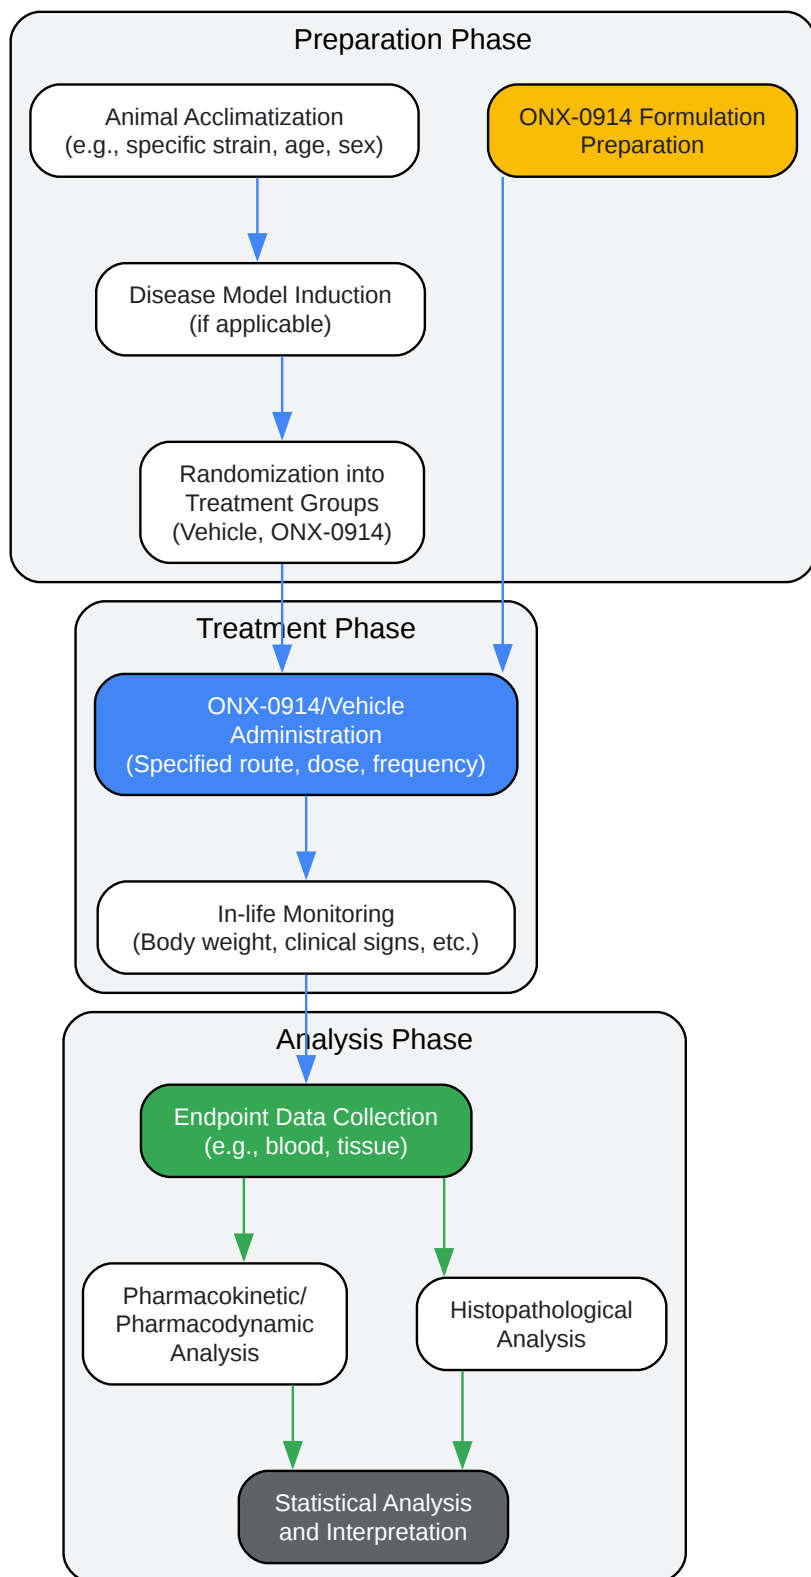 Preparation Phase
Animal Acclimatization
(e.g., specific strain, age, sex)
ONX-0914 Formulation
Preparation
Disease Model Induction
(if applicable)
Randomization into
Treatment Groups
(Vehicle, ONX-0914)
Treatment Phase
ONX-0914/Vehicle
Administration
(Specified route, dose, frequency)
In-life Monitoring
(Body weight, clinical signs, etc.)
Analysis Phase
Endpoint Data Collection
(e.g., blood, tissue)
Pharmacokinetic/
Pharmacodynamic
Analysis
Histopathological
Analysis
Statistical Analysis
and Interpretation